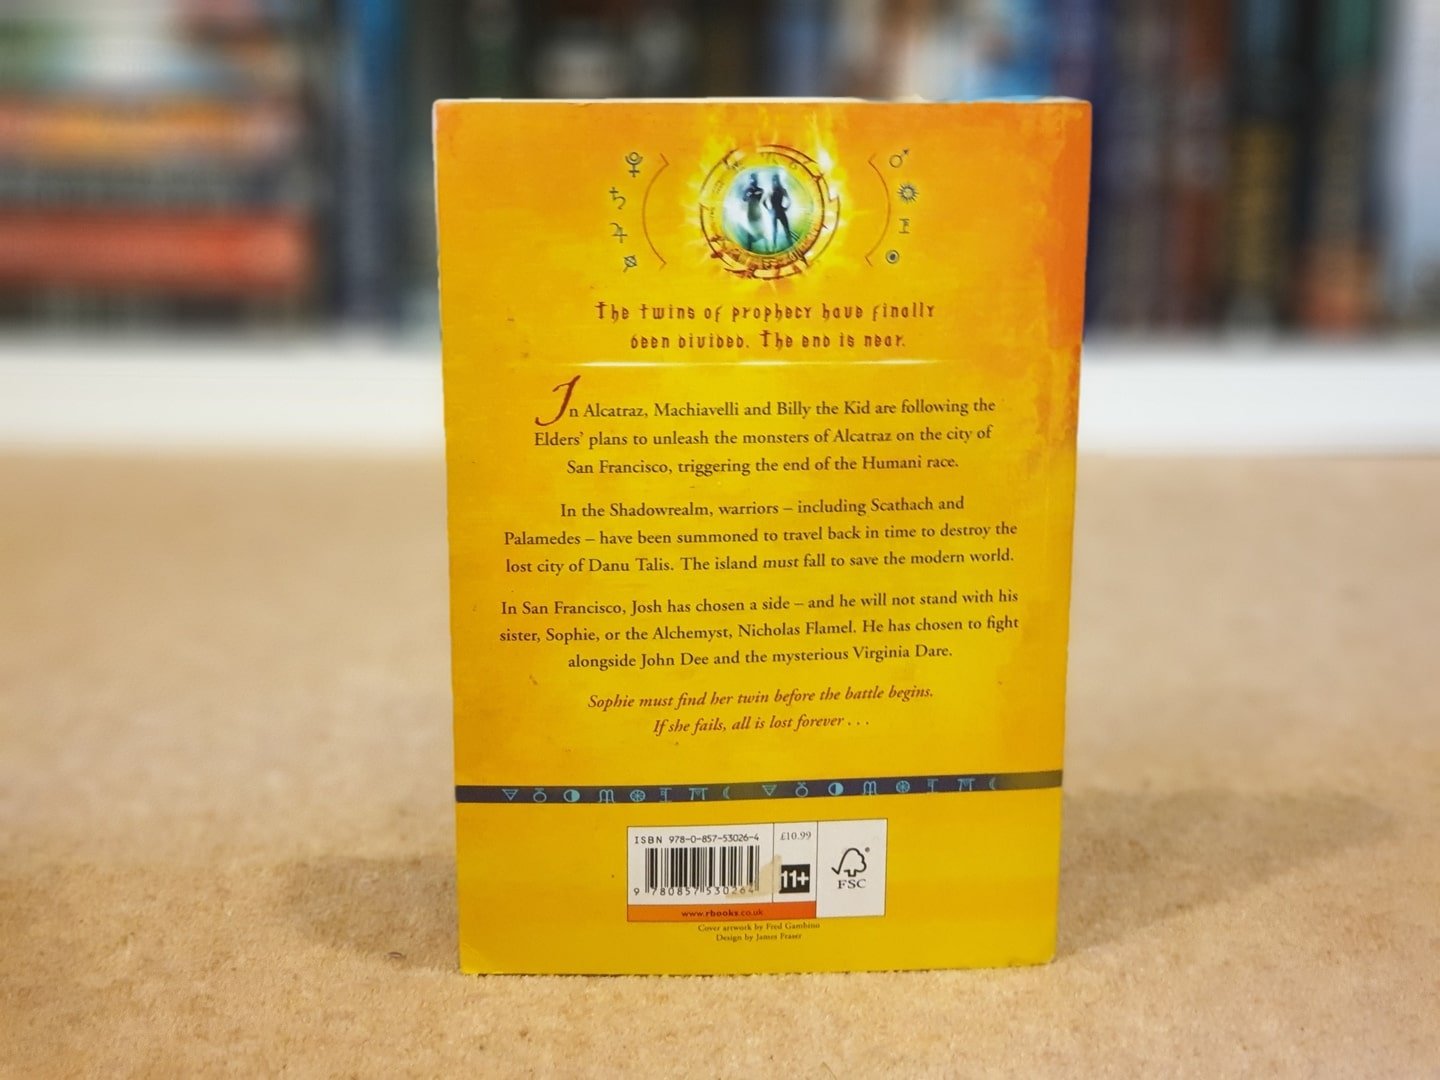 The twins of prophecy have finally
been divided. The end is near.
In Alcatraz, Machiavelli and Billy the Kid are following the
Elders' plans to unleash the monsters of Alcatraz on the city of
San Francisco, triggering the end of the Humani race.
In the Shadowrealm, warriors – including Scathach and
Palamedes – have been summoned to travel back in time to destroy the
lost city of Danu Talis. The island must fall to save the modern world.
In San Francisco, Josh has chosen a side – and he will not stand with his
sister, Sophie, or the Alchemyst, Nicholas Flamel. He has chosen to fight
alongside John Dee and the mysterious Virginia Dare.
Sophie must find her twin before the battle begins.
If she fails, all is lost forever . . .
ISBN 978-0-857-53026-4
£10.99
9 780857 530264
11+
FSC
www.rbooks.co.uk
Cover artwork by Fred Gambino
Design by James Fraser